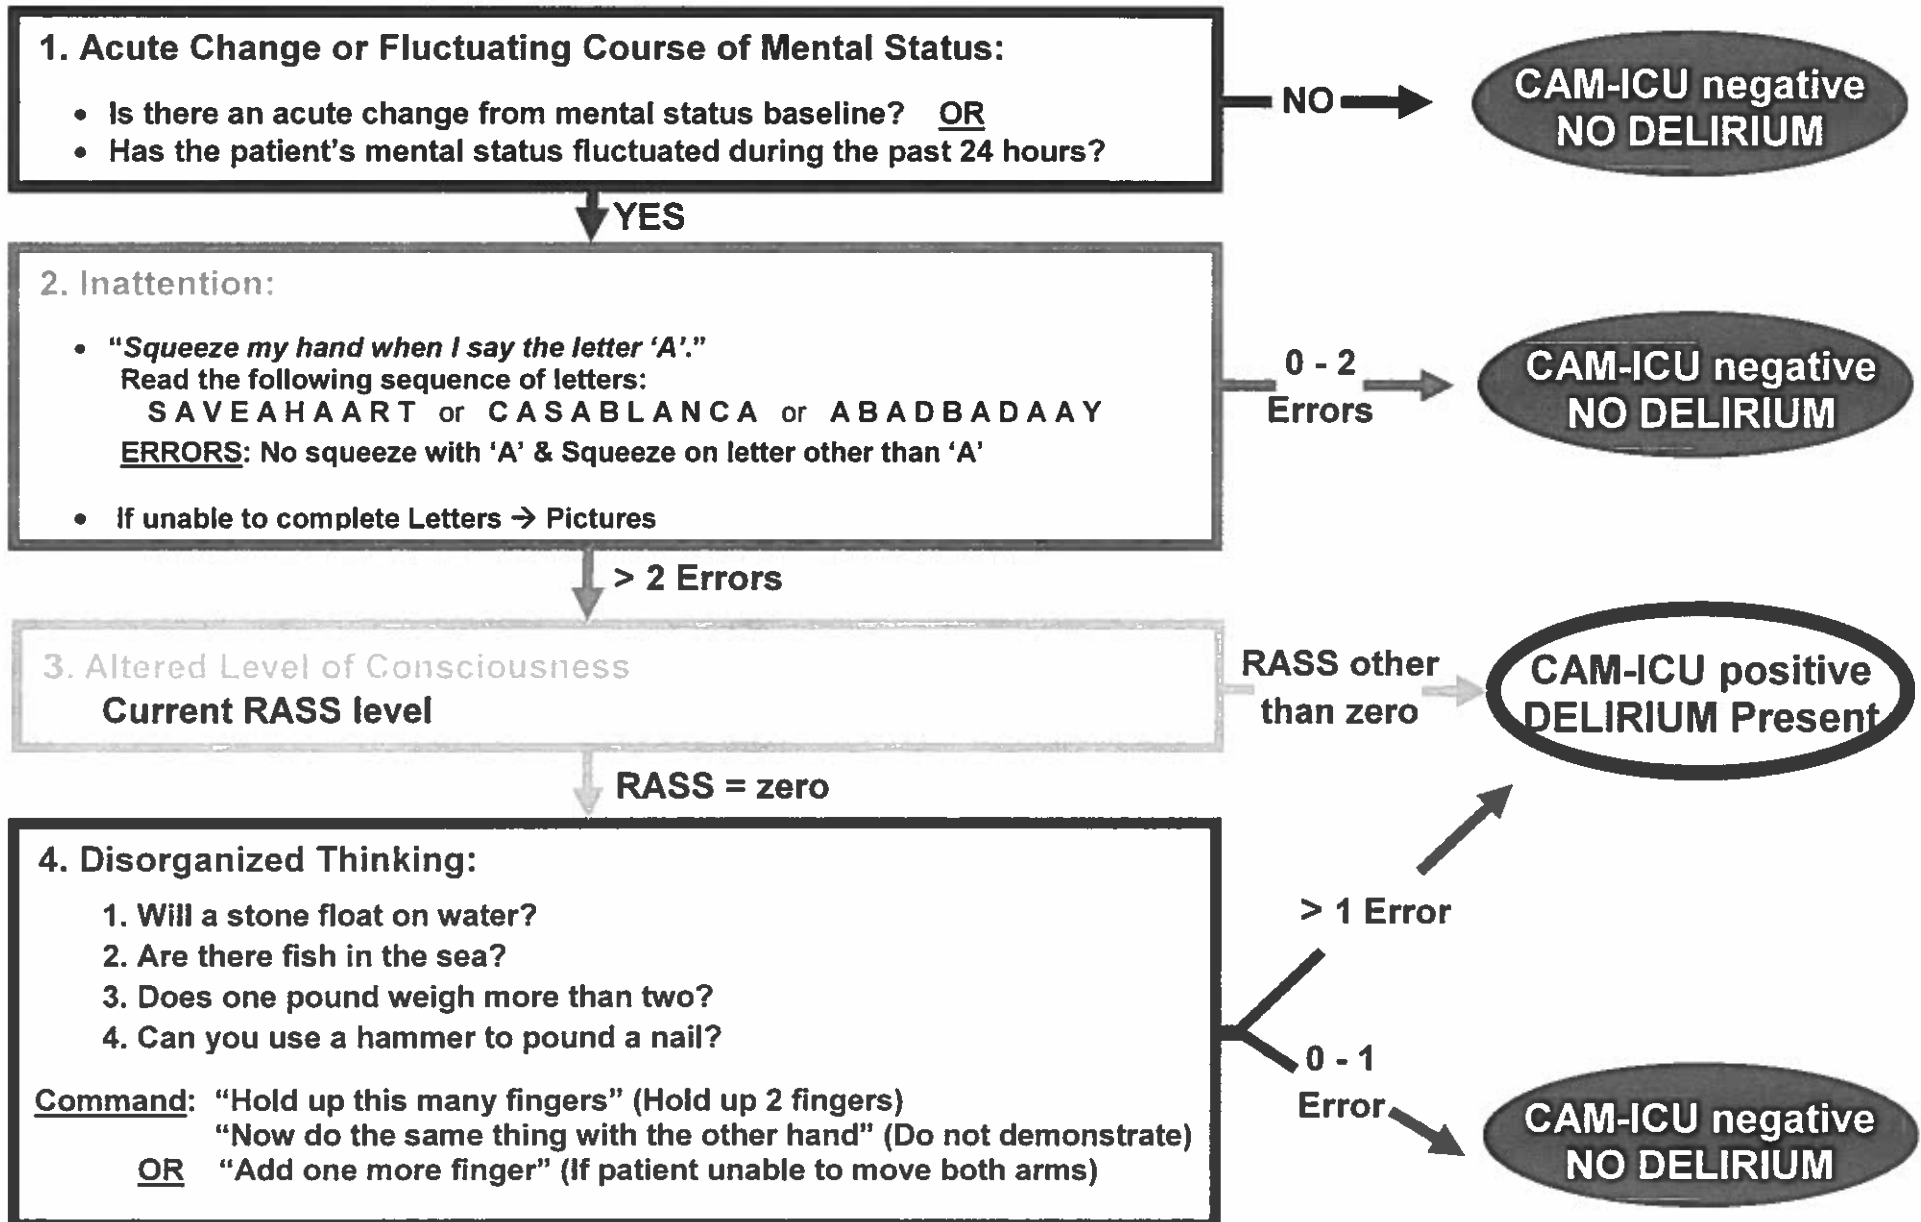 1. Acute Change or Fluctuating Course of Mental Status:
• Is there an acute change from mental status baseline? OR
• Has the patient's mental status fluctuated during the past 24 hours?
NO
CAM-ICU negative
NO DELIRIUM
YES
2. Inattention:
• “Squeeze my hand when I say the letter ‘A’.”
Read the following sequence of letters:
S A V E A H A A R T or C A S A B L A N C A or A B A D B A D A A Y
ERRORS: No squeeze with ‘A’ & Squeeze on letter other than ‘A’
• If unable to complete Letters → Pictures
0 - 2
Errors
CAM-ICU negative
NO DELIRIUM
> 2 Errors
3. Altered Level of Consciousness
Current RASS level
RASS other
than zero
CAM-ICU positive
DELIRIUM Present
RASS = zero
4. Disorganized Thinking:
1. Will a stone float on water?
2. Are there fish in the sea?
3. Does one pound weigh more than two?
4. Can you use a hammer to pound a nail?
Command: “Hold up this many fingers” (Hold up 2 fingers)
“Now do the same thing with the other hand” (Do not demonstrate)
OR “Add one more finger” (If patient unable to move both arms)
> 1 Error
0 - 1
Error
CAM-ICU negative
NO DELIRIUM